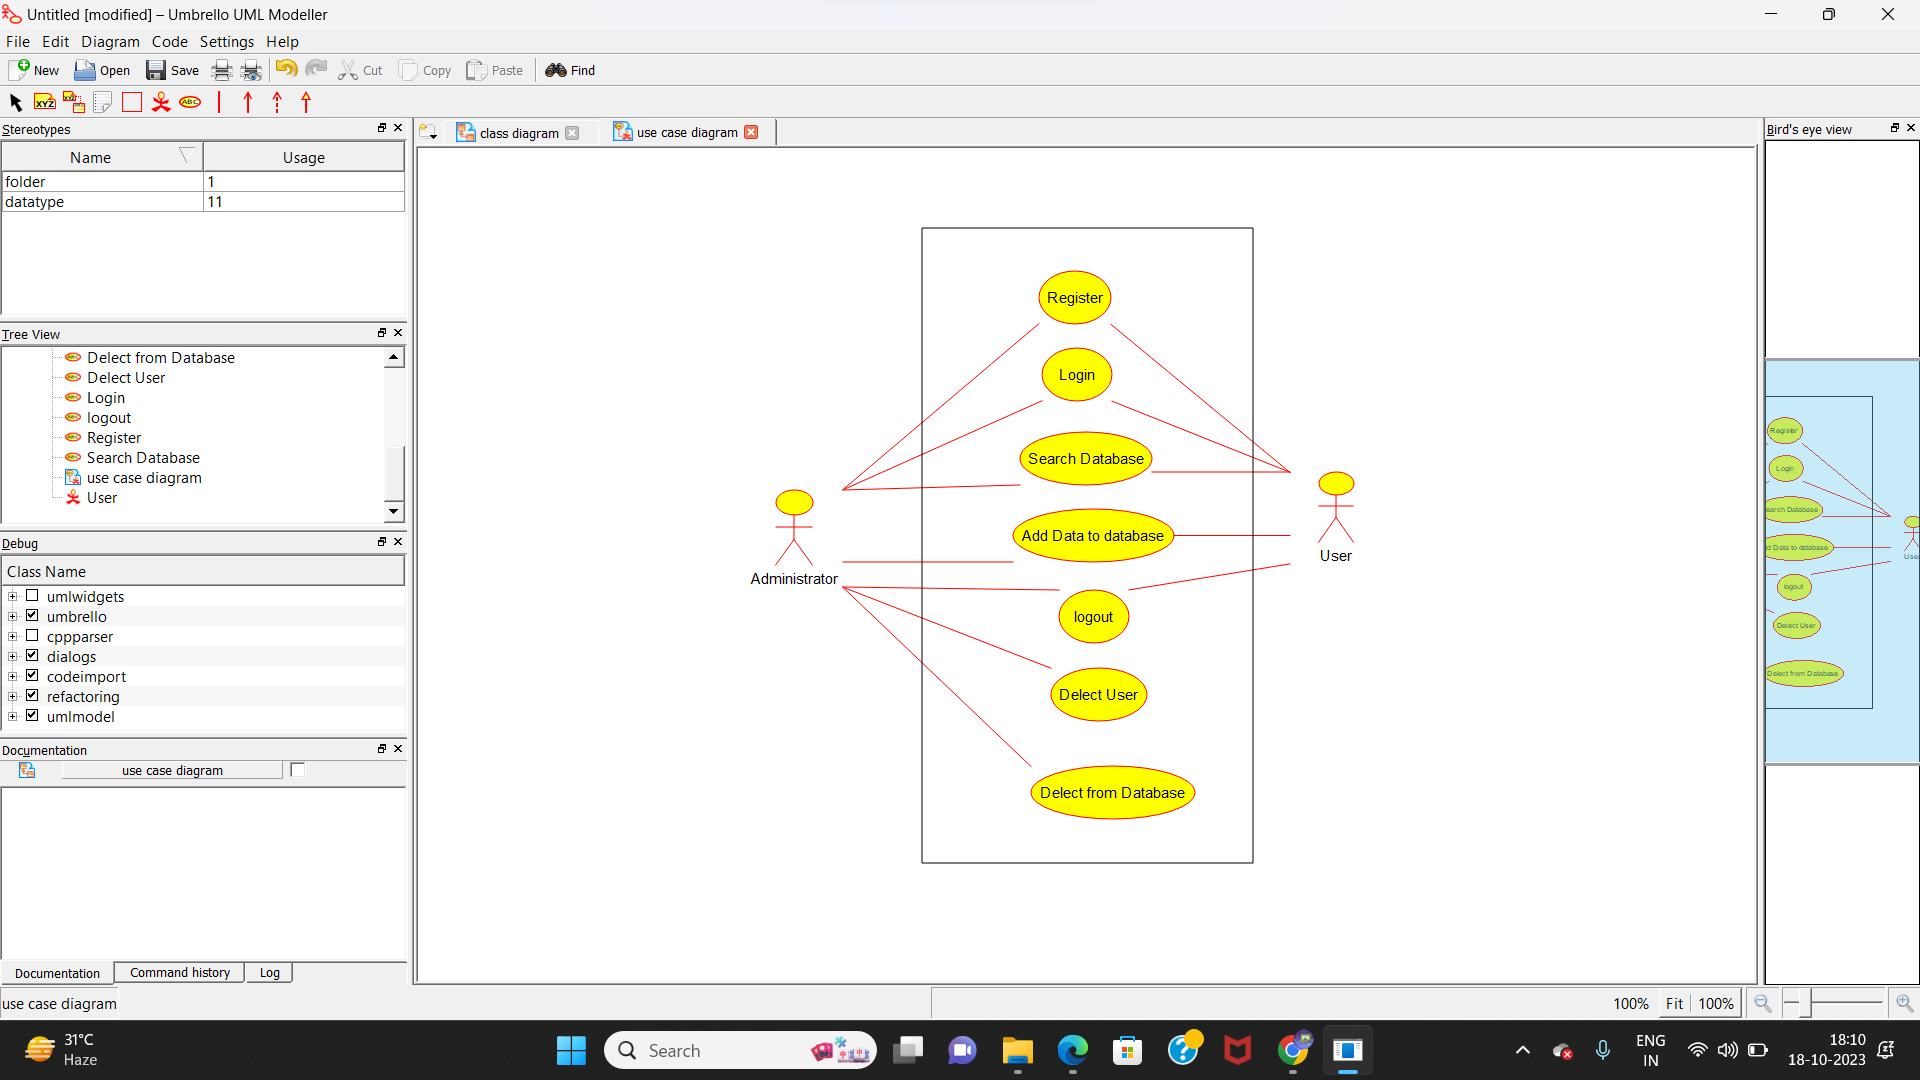 Untitled [modified] – Umbrello UML Modeller
File Edit Diagram Code Settings Help
New Open Save Cut Copy Paste Find
XYZ XYZ ABC
Stereotypes
Name Usage
folder 1
datatype 11
Tree View
Delect from Database
Delect User
Login
logout
Register
Search Database
use case diagram
User
Debug
Class Name
umlwidgets
umbrello
cppparser
dialogs
codeimport
refactoring
umlmodel
Documentation
use case diagram
Documentation Command history Log
use case diagram
class diagram use case diagram
Register
Login
Search Database
Add Data to database
logout
Delect User
Delect from Database
Administrator
User
Bird's eye view
Register
Login
earch Database
d Data to database
logout
Delect User
Delect from Database
Use
100% Fit 100%
31°C
Haze
Search
ENG
IN
18:10
18-10-2023